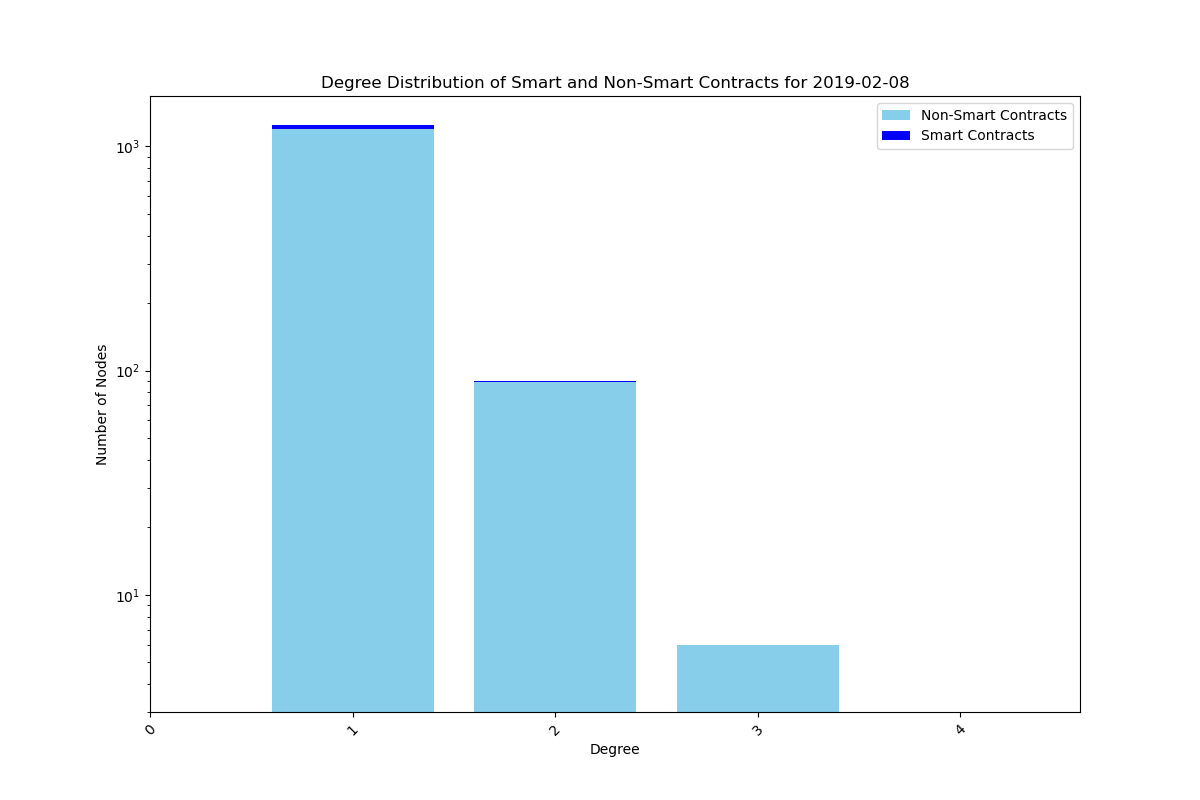 Degree Distribution of Smart and Non-Smart Contracts for 2019-02-08
Non-Smart Contracts
Smart Contracts
10³
10²
10¹
Number of Nodes
0 1 2 3 4
Degree